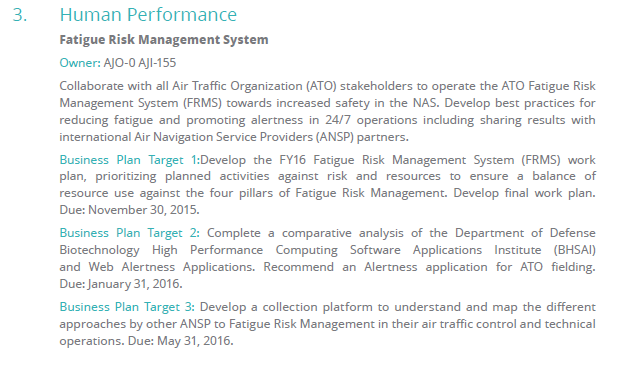 3. Human Performance
Fatigue Risk Management System
Owner: AJO-0 AJI-155
Collaborate with all Air Traffic Organization (ATO) stakeholders to operate the ATO Fatigue Risk
Management System (FRMS) towards increased safety in the NAS. Develop best practices for
reducing fatigue and promoting alertness in 24/7 operations including sharing results with
international Air Navigation Service Providers (ANSP) partners.
Business Plan Target 1:Develop the FY16 Fatigue Risk Management System (FRMS) work
plan, prioritizing planned activities against risk and resources to ensure a balance of
resource use against the four pillars of Fatigue Risk Management. Develop final work plan.
Due: November 30, 2015.
Business Plan Target 2: Complete a comparative analysis of the Department of Defense
Biotechnology High Performance Computing Software Applications Institute (BHSAI)
and Web Alertness Applications. Recommend an Alertness application for ATO fielding.
Due: January 31, 2016.
Business Plan Target 3: Develop a collection platform to understand and map the different
approaches by other ANSP to Fatigue Risk Management in their air traffic control and technical
operations. Due: May 31, 2016.